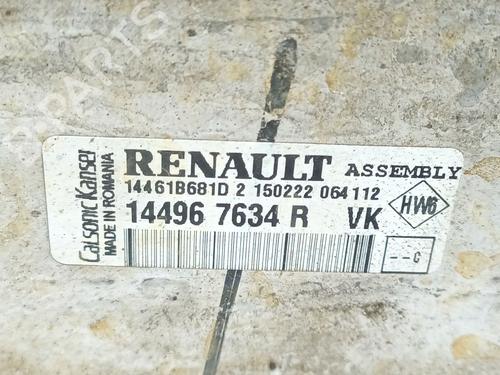 RENAULT ASSEMBLY
14461B681D 2 150222 064112
14496 7634 R VK
HW6
--G
Calsonic Kansei
MADE IN ROMANIA